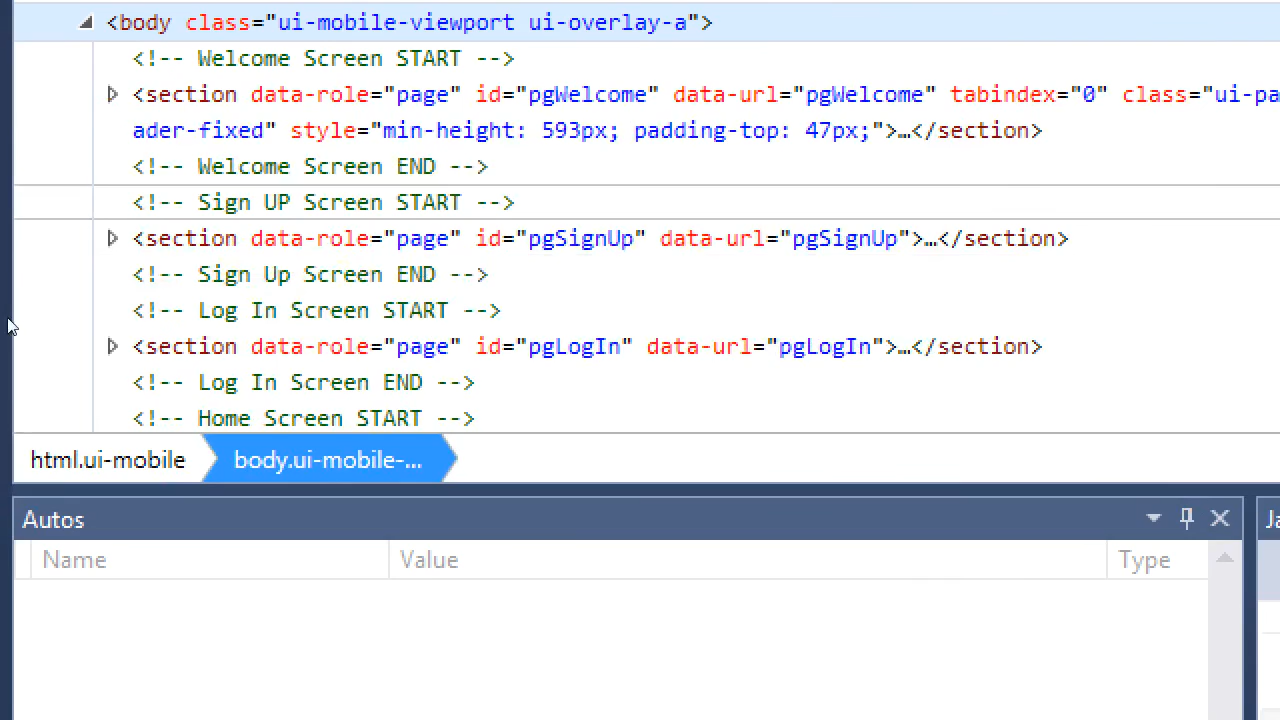 <body class="ui-mobile-viewport ui-overlay-a">
<!-- Welcome Screen START -->
<section data-role="page" id="pgWelcome" data-url="pgWelcome" tabindex="0" class="ui-pa
ader-fixed" style="min-height: 593px; padding-top: 47px;">…</section>
<!-- Welcome Screen END -->
<!-- Sign UP Screen START -->
<section data-role="page" id="pgSignUp" data-url="pgSignUp">…</section>
<!-- Sign Up Screen END -->
<!-- Log In Screen START -->
<section data-role="page" id="pgLogIn" data-url="pgLogIn">…</section>
<!-- Log In Screen END -->
<!-- Home Screen START -->
html.ui-mobile body.ui-mobile-...
Autos Ja
Name Value Type